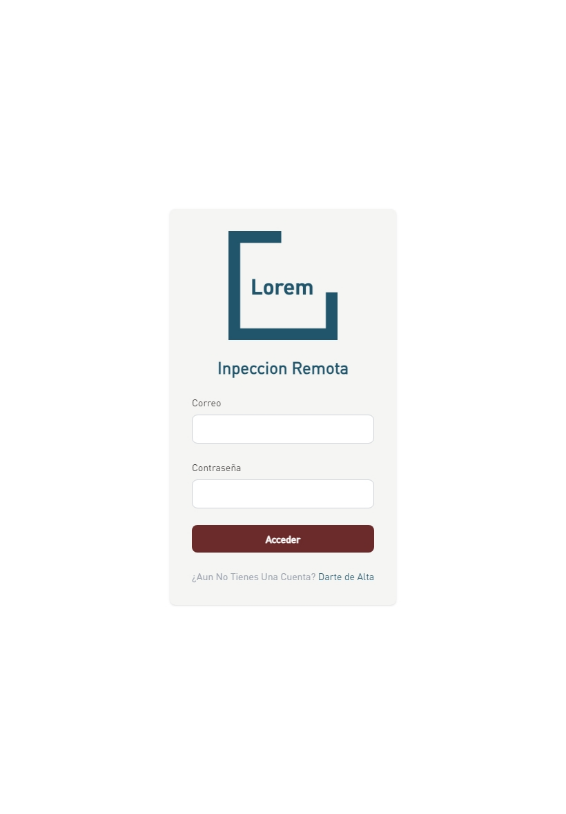 Lorem
Inpeccion Remota
Correo
Contraseña
Acceder
¿Aun No Tienes Una Cuenta? Darte de Alta